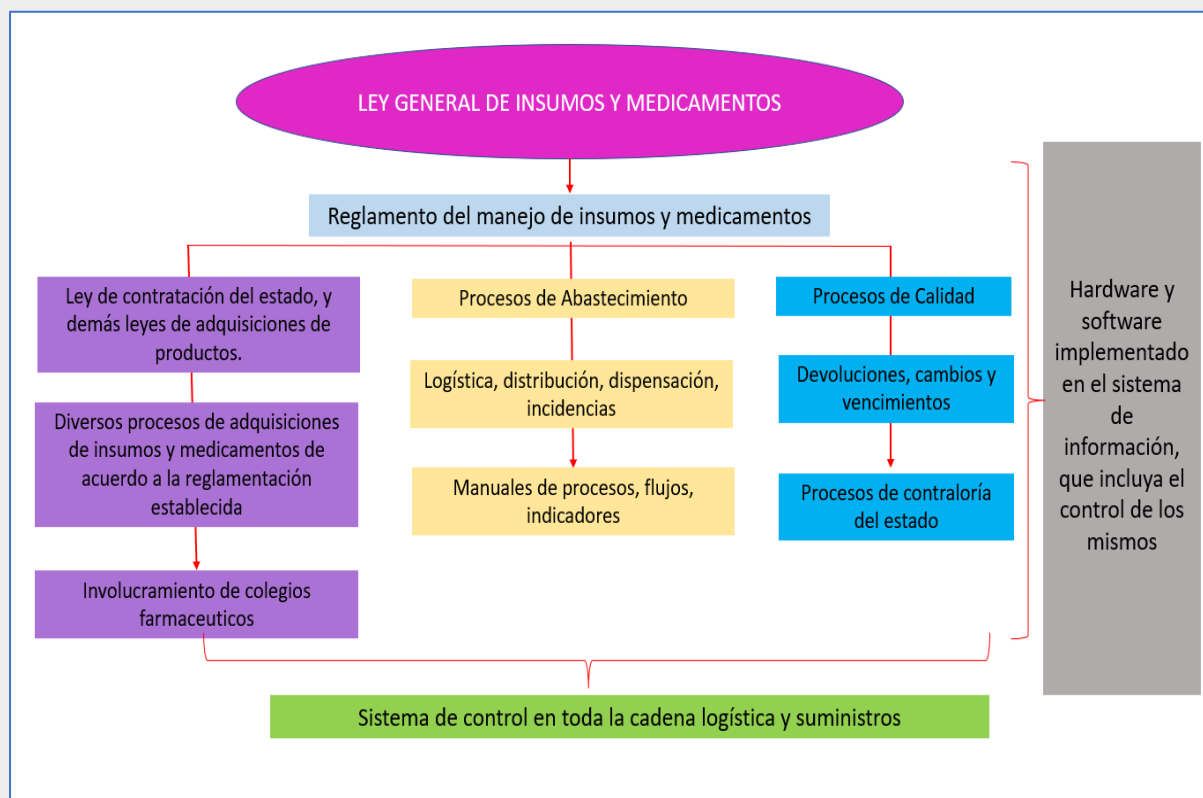 LEY GENERAL DE INSUMOS Y MEDICAMENTOS
Reglamento del manejo de insumos y medicamentos
Ley de contratación del estado, y
demás leyes de adquisiciones de
productos.
Diversos procesos de adquisiciones
de insumos y medicamentos de
acuerdo a la reglamentación
establecida
Involucramiento de colegios
farmaceuticos
Procesos de Abastecimiento
Logística, distribución, dispensación,
incidencias
Manuales de procesos, flujos,
indicadores
Procesos de Calidad
Devoluciones, cambios y
vencimientos
Procesos de contraloría
del estado
Hardware y
software
implementado
en el sistema
de
información,
que incluya el
control de los
mismos
Sistema de control en toda la cadena logística y suministros